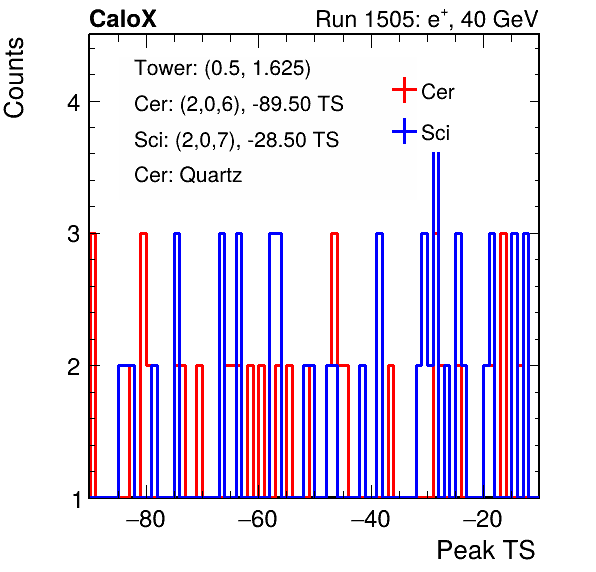 CaloX Run 1505: e⁺, 40 GeV
Counts
Tower: (0.5, 1.625)
Cer: (2,0,6), -89.50 TS
Sci: (2,0,7), -28.50 TS
Cer: Quartz
Cer
Sci
4
3
2
1
−80 −60 −40 −20
Peak TS